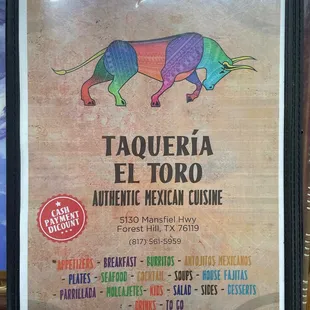 TAQUERÍA
EL TORO
AUTHENTIC MEXICAN CUISINE
5130 Mansfiel Hwy
Forest Hill, TX 76119
(817) 561-5959
CASH
PAYMENT
DICOUNT
APPETIZERS - BREAKFAST - BURRITOS - ANTOJITOS MEXICANOS
- PLATES - SEAFOOD - COCKTAIL - SOUPS - HOUSE FAJITAS
- PARRILLADA - MOLCAJETES - KIDS - SALAD - SIDES - DESSERTS
- DRINKS - TO GO